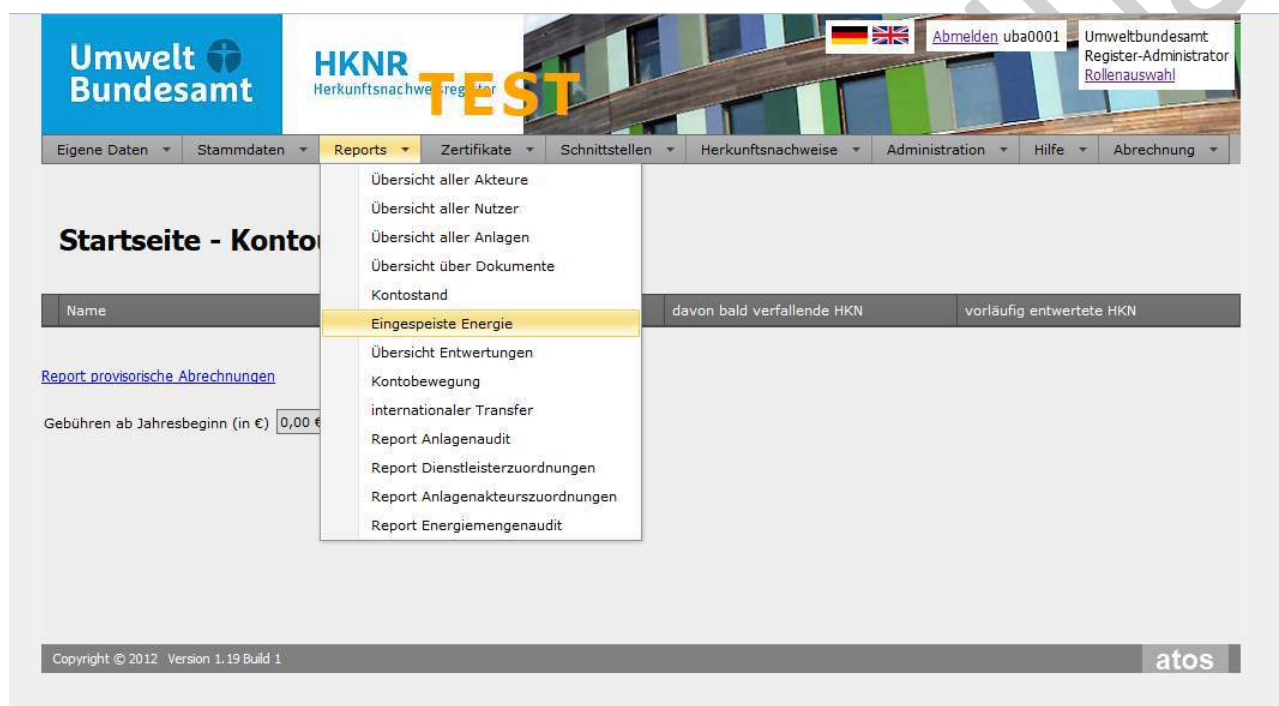 Umwelt
Bundesamt
HKNR
Herkunftsnachweisregister
TEST
Abmelden uba0001
Umweltbundesamt
Register-Administrator
Rollenauswahl
Eigene Daten Stammdaten Reports Zertifikate Schnittstellen Herkunftsnachweise Administration Hilfe Abrechnung
Übersicht aller Akteure
Übersicht aller Nutzer
Übersicht aller Anlagen
Übersicht über Dokumente
Kontostand
Eingespeiste Energie
Übersicht Entwertungen
Kontobewegung
internationaler Transfer
Report Anlagenaudit
Report Dienstleisterzuordnungen
Report Anlagenakteurszuordnungen
Report Energiemengenaudit
Startseite - Kontou
Name davon bald verfallende HKN vorläufig entwertete HKN
Report provisorische Abrechnungen
Gebühren ab Jahresbeginn (in €) 0,00 €
Copyright © 2012 Version 1.19 Build 1
atos